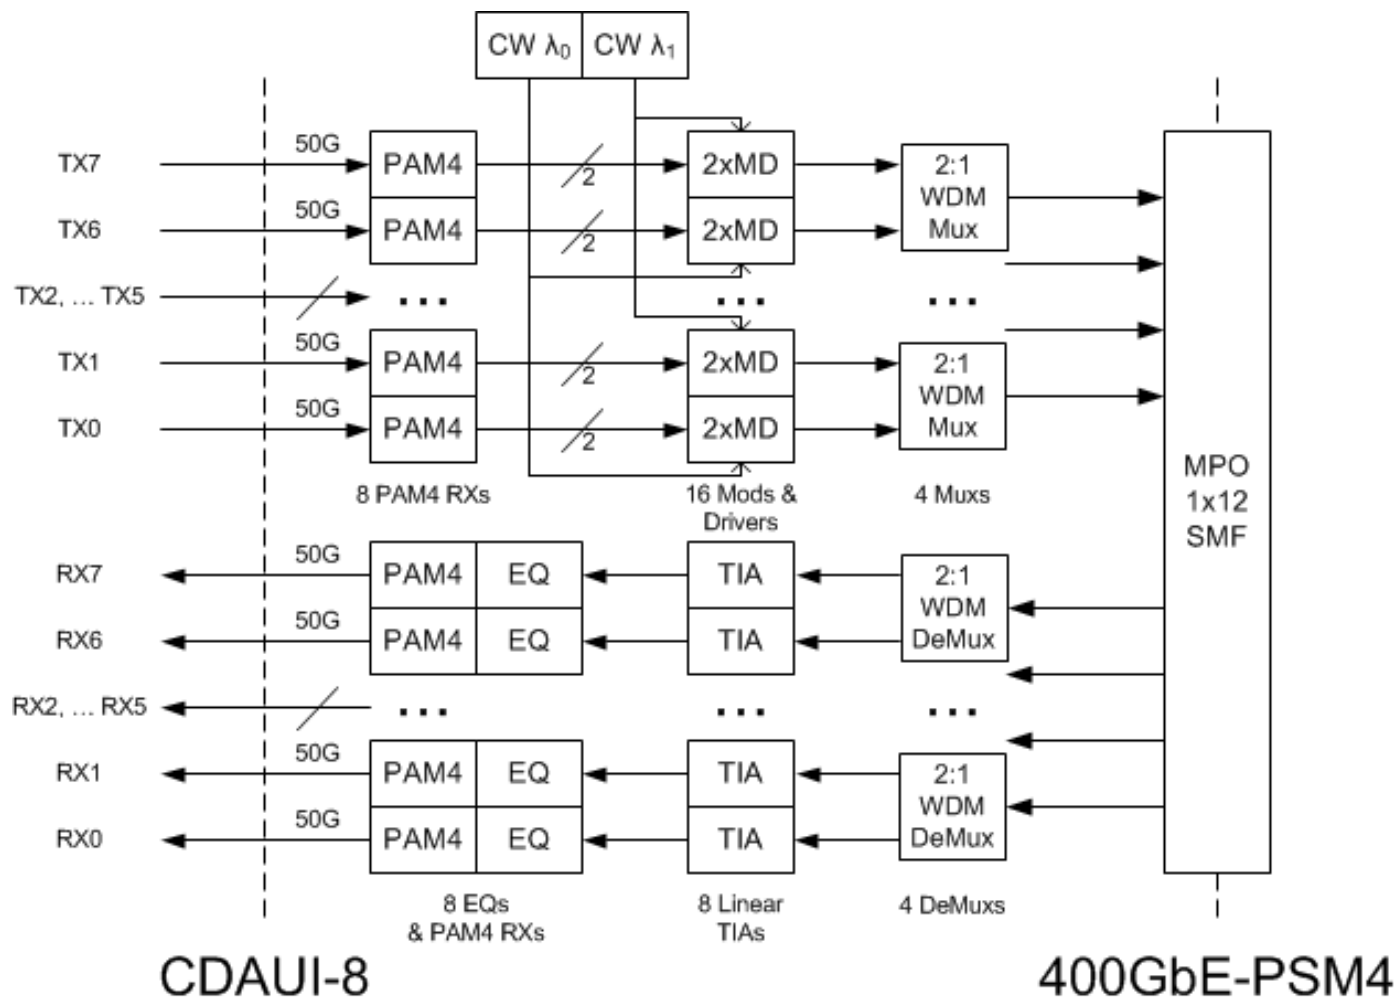 CW λ0 CW λ1
TX7 50G PAM4 2 2xMD 2:1
WDM
Mux
TX6 50G PAM4 2 2xMD
TX2, ... TX5 ... ... ...
TX1 50G PAM4 2 2xMD 2:1
WDM
Mux
TX0 50G PAM4 2 2xMD
8 PAM4 RXs 16 Mods & 4 Muxs
Drivers
MPO
1x12
SMF
RX7 50G PAM4 EQ TIA 2:1
WDM
DeMux
RX6 50G PAM4 EQ TIA
RX2, ... RX5 ... ... ...
RX1 50G PAM4 EQ TIA 2:1
WDM
DeMux
RX0 50G PAM4 EQ TIA
8 EQs 8 Linear 4 DeMuxs
& PAM4 RXs TIAs
CDAUI-8 400GbE-PSM4